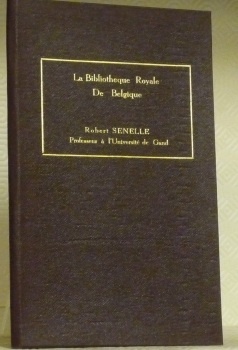 La Bibliotheque Royale
De Belgique
Robert SENELLE
Professeur à l'Université de Gand